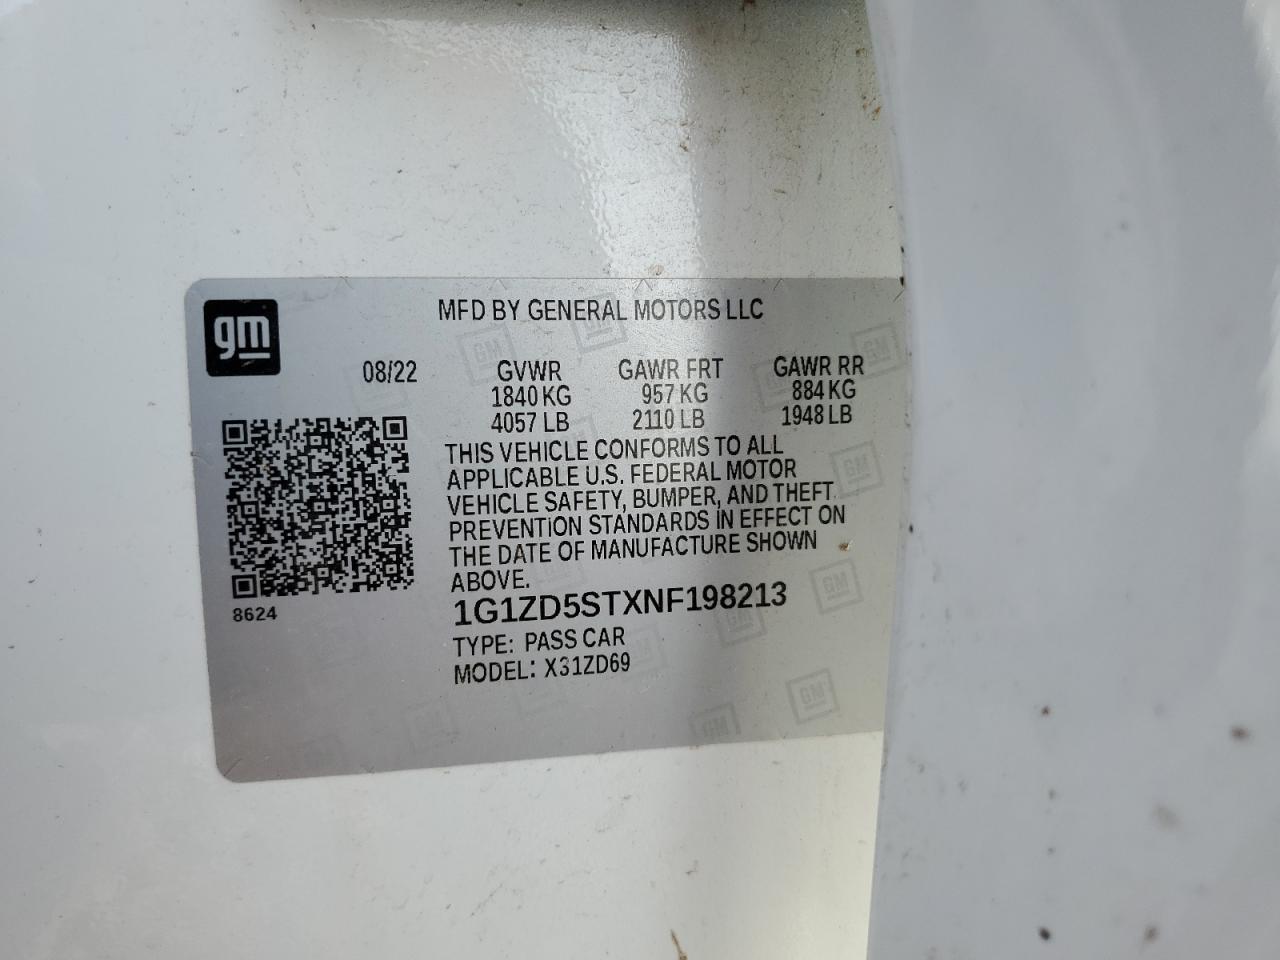 gm
MFD BY GENERAL MOTORS LLC
08/22 GVWR GAWR FRT GAWR RR
1840 KG 957 KG 884 KG
4057 LB 2110 LB 1948 LB
THIS VEHICLE CONFORMS TO ALL
APPLICABLE U.S. FEDERAL MOTOR
VEHICLE SAFETY, BUMPER, AND THEFT
PREVENTION STANDARDS IN EFFECT ON
THE DATE OF MANUFACTURE SHOWN
ABOVE.
8624
1G1ZD5STXNF198213
TYPE: PASS CAR
MODEL: X31ZD69